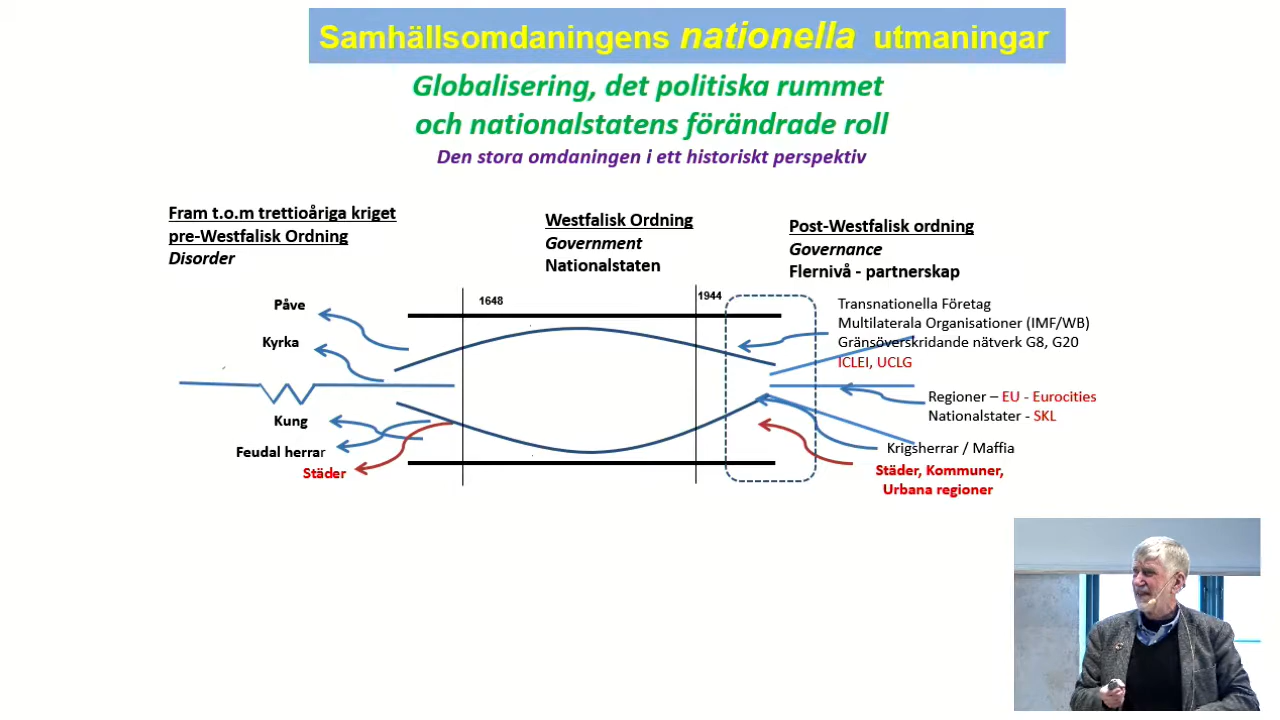 Samhällsomdaningens nationella utmaningar
Globalisering, det politiska rummet
och nationalstatens förändrade roll
Den stora omdaningen i ett historiskt perspektiv
Fram t.o.m trettioåriga kriget
pre-Westfalisk Ordning
Disorder
Westfalisk Ordning
Government
Nationalstaten
Post-Westfalisk ordning
Governance
Flernivå - partnerskap
1648
1944
Påve
Kyrka
Kung
Feudal herrar
Städer
Transnationella Företag
Multilaterala Organisationer (IMF/WB)
Gränsöverskridande nätverk G8, G20
ICLEI, UCLG
Regioner – EU - Eurocities
Nationalstater - SKL
Krigsherrar / Maffia
Städer, Kommuner,
Urbana regioner